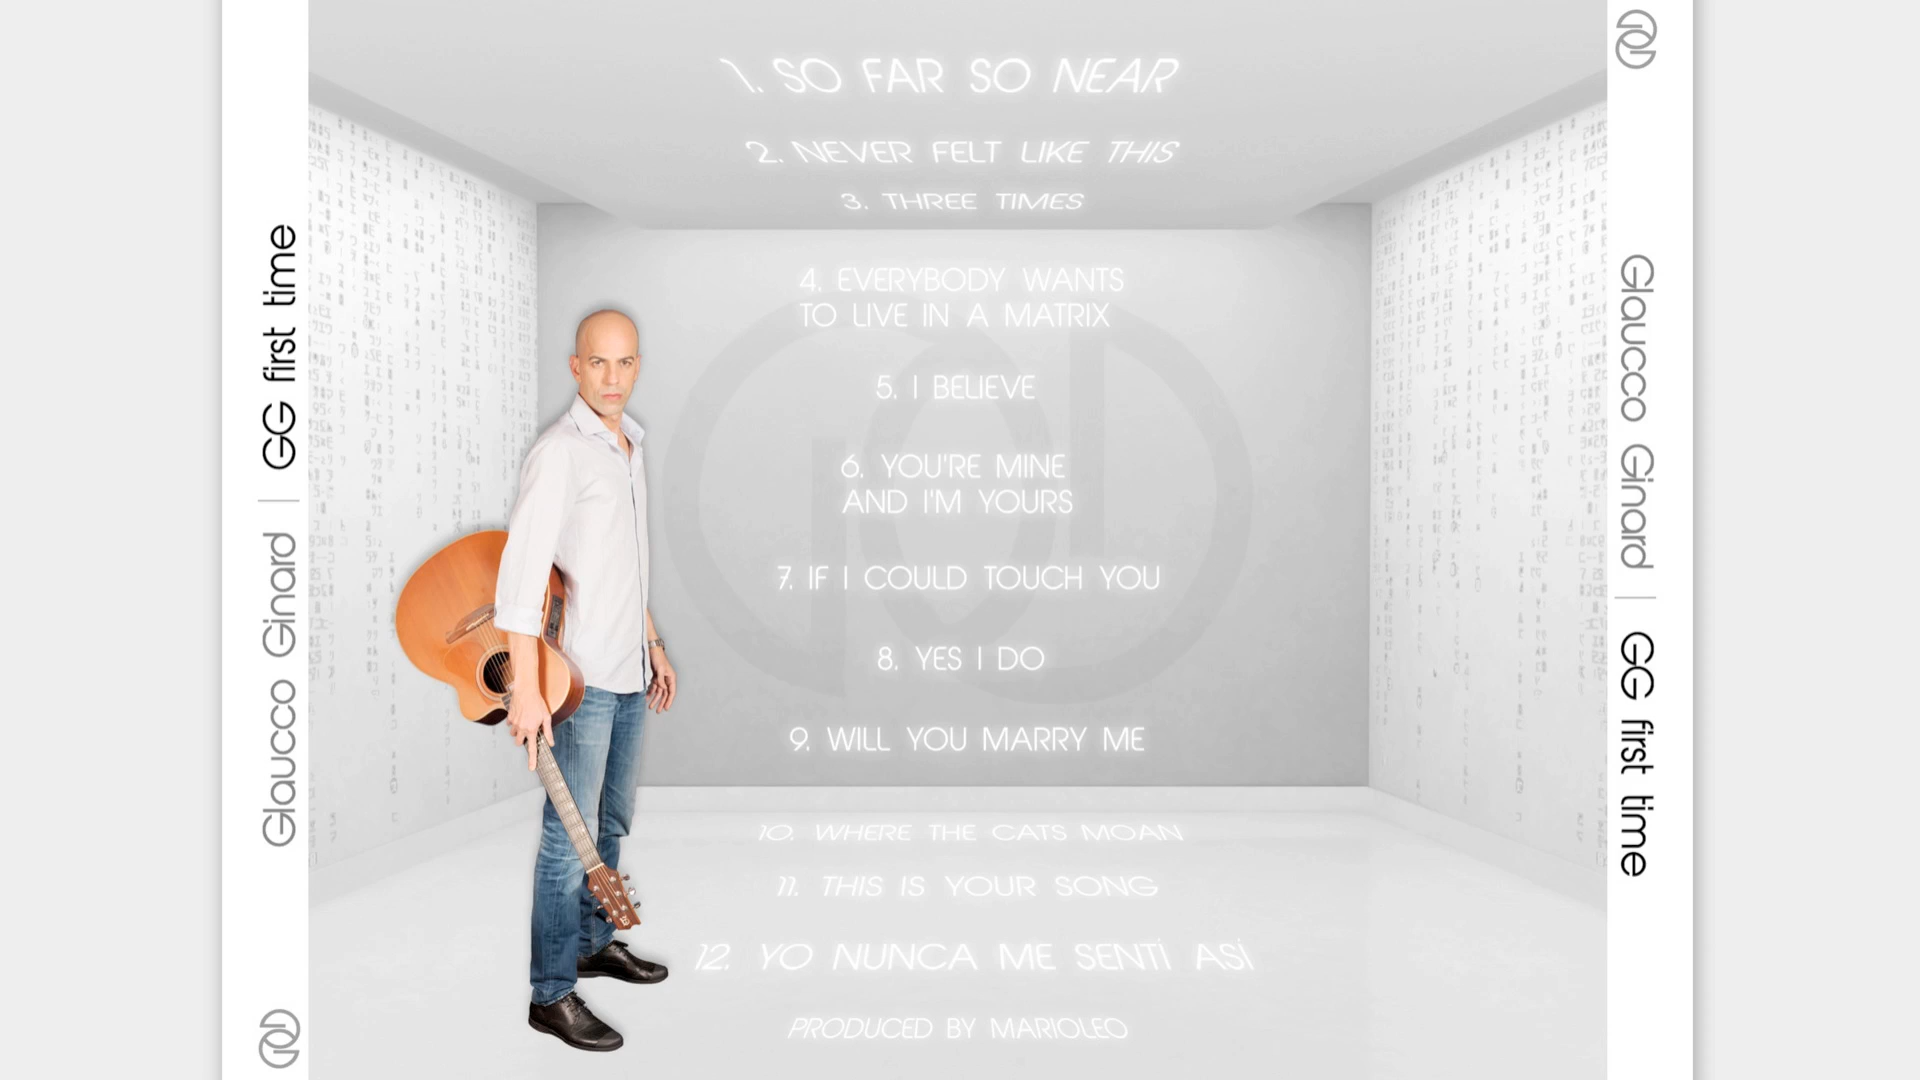 1. SO FAR SO NEAR
2. NEVER FELT LIKE THIS
3. THREE TIMES
4. EVERYBODY WANTS
TO LIVE IN A MATRIX
5. I BELIEVE
6. YOU'RE MINE
AND I'M YOURS
7. IF I COULD TOUCH YOU
8. YES I DO
9. WILL YOU MARRY ME
10. WHERE THE CATS MOAN
11. THIS IS YOUR SONG
12. YO NUNCA ME SENTÍ ASÍ
PRODUCED BY MARIOLEO
Glaucco Ginard | GG first time
Glaucco Ginard | GG first time